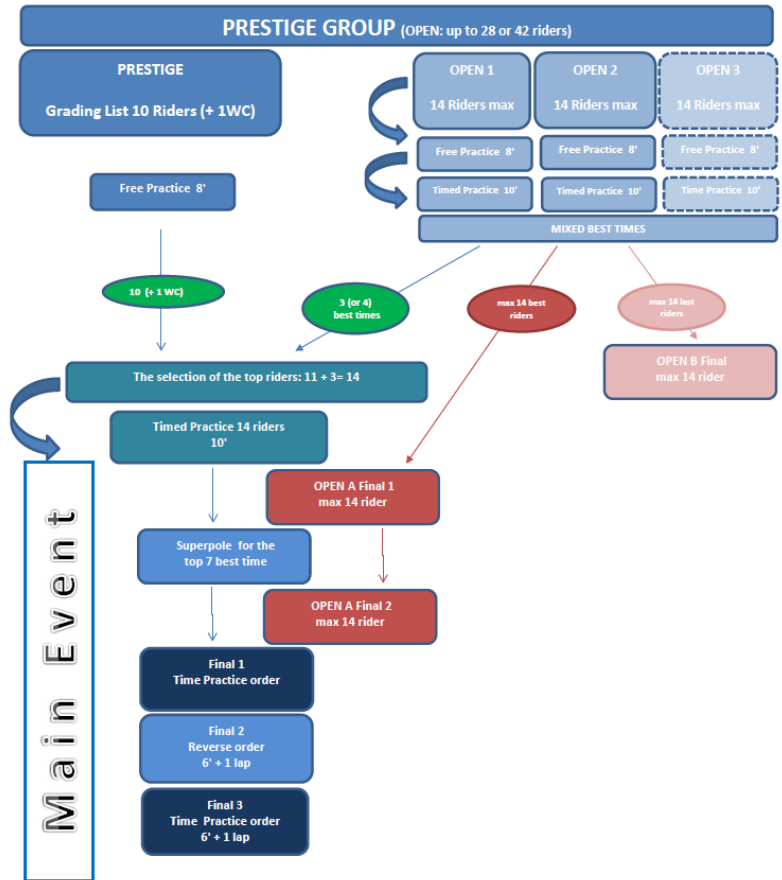 PRESTIGE GROUP (OPEN: up to 28 or 42 riders)
PRESTIGE
Grading List 10 Riders (+ 1WC)
OPEN 1
14 Riders max
OPEN 2
14 Riders max
OPEN 3
14 Riders max
Free Practice 8'
Free Practice 8'
Free Practice 8'
Free Practice 8'
Timed Practice 10'
Timed Practice 10'
Time Practice 10'
MIXED BEST TIMES
10 (+ 1 WC)
3 (or 4)
best times
max 14 best
riders
max 14 last
riders
OPEN B Final
max 14 rider
The selection of the top riders: 11 + 3= 14
Timed Practice 14 riders
10'
Main Event
OPEN A Final 1
max 14 rider
Superpole for the
top 7 best time
OPEN A Final 2
max 14 rider
Final 1
Time Practice order
Final 2
Reverse order
6' + 1 lap
Final 3
Time Practice order
6' + 1 lap